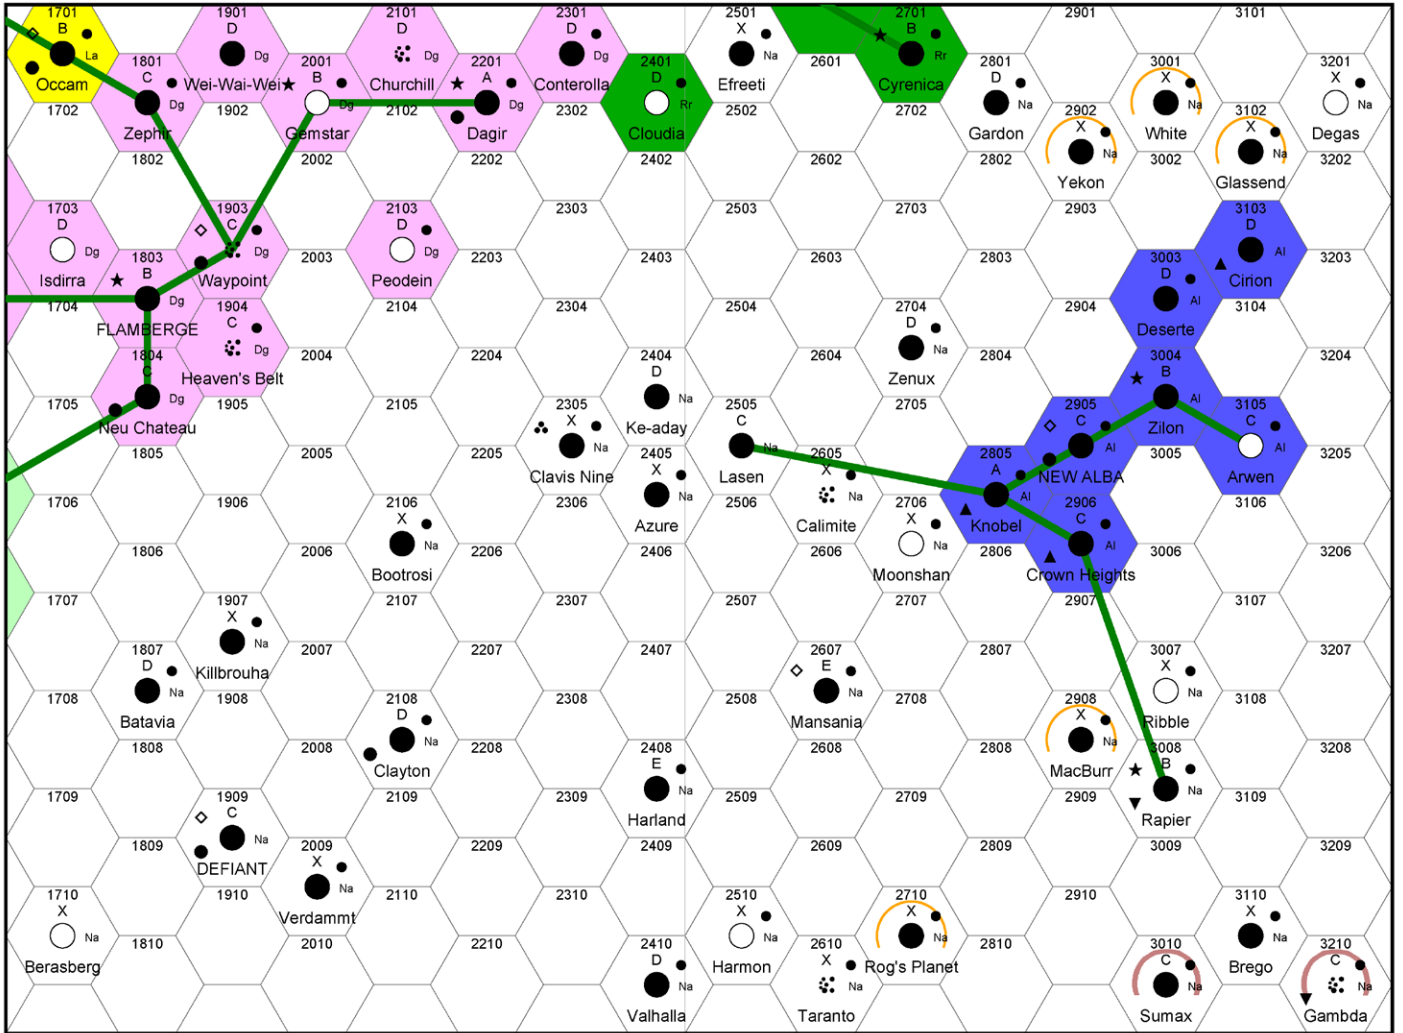 1701 1901 2101 2301 2501 2701 2901 3101
B D D D X B
La Dg Dg Dg Na Rr
Occam Wei-Wai-Wei Churchill Conterolla Efreeti Cyrenica
1801 2001 2201 2401 2601 2801 3001 3201
C B A D D X X
Dg Dg Dg Rr Na Na Na
Zephir Gemstar Dagir Cloudia Gardon White Degas
1702 1902 2102 2302 2502 2702 2902 3102
X X
Na Na
Yekon Glassend
1802 2002 2202 2402 2602 2802 3002 3202
1703 1903 2103 2303 2503 2703 2903 3103
D C D D
Dg Dg Dg Al
Isdirra Waypoint Peodein Cirion
1803 2003 2203 2403 2603 2803 3003 3203
B D
Dg Al
FLAMBERGE Deserte
1704 1904 2104 2304 2504 2704 2904 3104
C D
Dg Na
Heaven's Belt Zenux
1804 2004 2204 2404 2604 2804 3004 3204
C D B
Dg Na Al
Neu Chateau Ke-aday Zilon
1705 1905 2105 2305 2505 2705 2905 3105
X C C C
Na Na Al Al
Clavis Nine Lasen NEW ALBA Arwen
1805 2005 2205 2405 2605 2805 3005 3205
X X A
Na Na Al
Azure Calimite Knobel
1706 1906 2106 2306 2506 2706 2906 3106
X X C
Na Na Al
Bootrosi Moonshan Crown Heights
1806 2006 2206 2406 2606 2806 3006 3206
1707 1907 2107 2307 2507 2707 2907 3107
X
Na
Killbrouha
1807 2007 2207 2407 2607 2807 3007 3207
D E X
Na Na Na
Batavia Mansania Ribble
1708 1908 2108 2308 2508 2708 2908 3108
D X
Na Na
Clayton MacBurr
1808 2008 2208 2408 2608 2808 3008 3208
E B
Na Na
Harland Rapier
1709 1909 2109 2309 2509 2709 2909 3109
C
Na
DEFIANT
1809 2009 2209 2409 2609 2809 3009 3209
X
Na
Verdammt
1710 1910 2110 2310 2510 2710 2910 3110
X X X X
Na Na Na Na
Berasberg Harmon Rog's Planet Brego
1810 2010 2210 2410 2610 2810 3010 3210
D X C C
Na Na Na Na
Valhalla Taranto Sumax Gambda